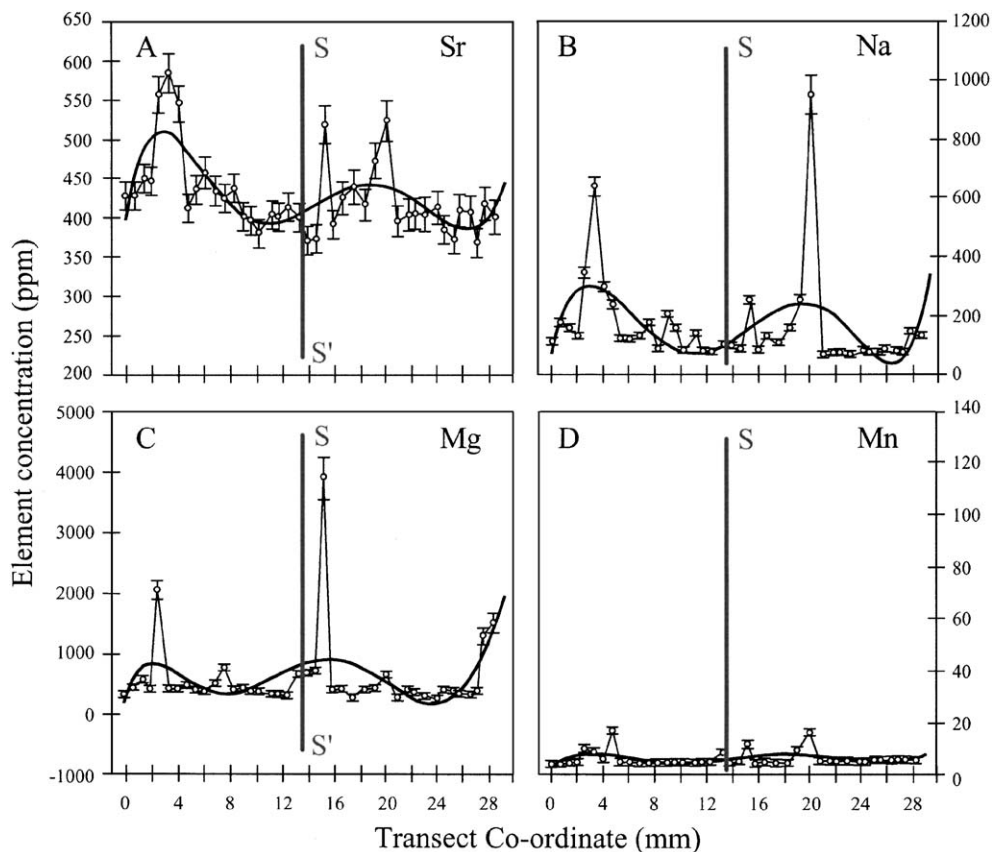 A
S
Sr
650
600
550
500
450
400
350
300
250
200
S'
B
S
Na
1200
1000
800
600
400
200
0
C
S
Mg
5000
4000
3000
2000
1000
0
-1000
S'
0 4 8 12 16 20 24 28
D
S
Mn
140
120
100
80
60
40
20
0
0 4 8 12 16 20 24 28
Element concentration (ppm)
Transect Co-ordinate (mm)